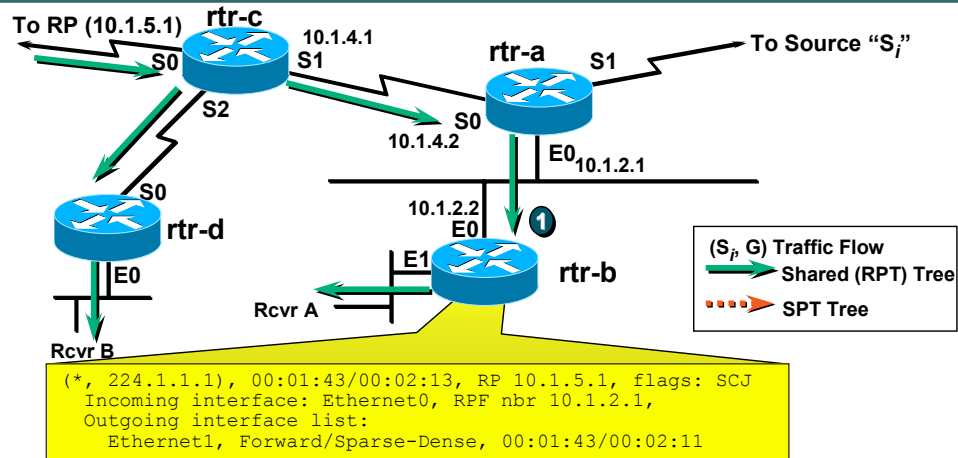 rtr-c
To RP (10.1.5.1)
10.1.4.1
rtr-a
S1
To Source "Si"
S0
S1
S2
S0
10.1.4.2
E0
10.1.2.1
S0
10.1.2.2
1
rtr-d
E0
E1
rtr-b
E0
Rcvr A
Rcvr B
(Si, G) Traffic Flow
Shared (RPT) Tree
SPT Tree
(*, 224.1.1.1), 00:01:43/00:02:13, RP 10.1.5.1, flags: SCJ
Incoming interface: Ethernet0, RPF nbr 10.1.2.1,
Outgoing interface list:
Ethernet1, Forward/Sparse-Dense, 00:01:43/00:02:11